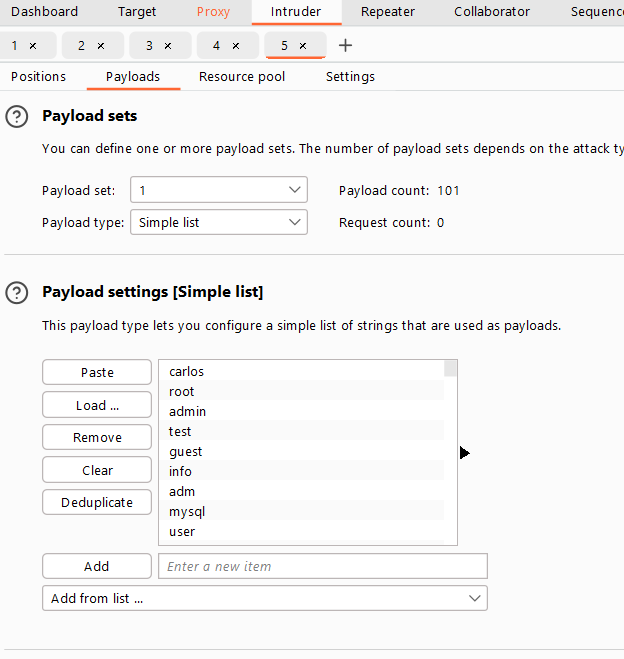 Dashboard Target Proxy Intruder Repeater Collaborator Sequenc
1 × 2 × 3 × 4 × 5 × +
Positions Payloads Resource pool Settings
? Payload sets
You can define one or more payload sets. The number of payload sets depends on the attack ty
Payload set: 1 Payload count: 101
Payload type: Simple list Request count: 0
? Payload settings [Simple list]
This payload type lets you configure a simple list of strings that are used as payloads.
Paste
Load ...
Remove
Clear
Deduplicate
carlos
root
admin
test
guest
info
adm
mysql
user
Add Enter a new item
Add from list ...